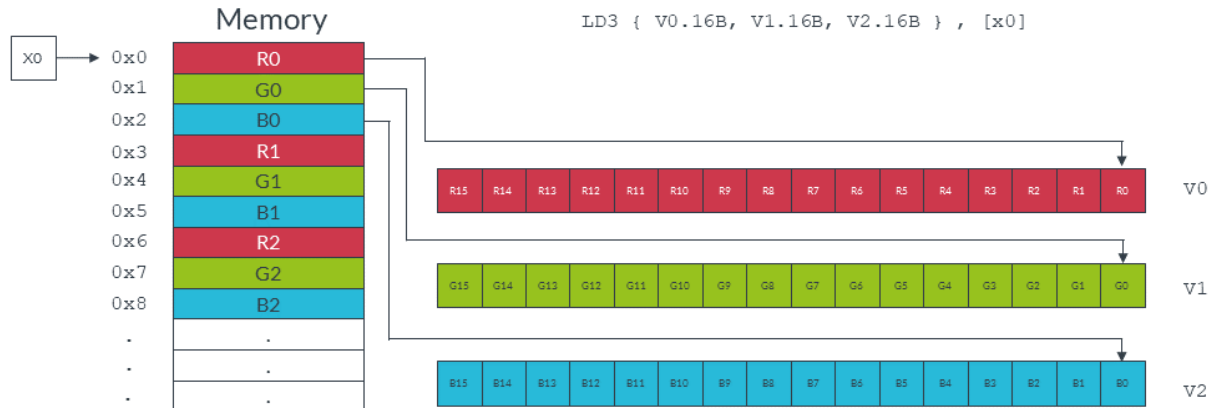 Memory
LD3 { V0.16B, V1.16B, V2.16B } , [x0]
X0
0x0 R0
0x1 G0
0x2 B0
0x3 R1
0x4 G1
0x5 B1
0x6 R2
0x7 G2
0x8 B2
. .
. .
. .
R15 R14 R13 R12 R11 R10 R9 R8 R7 R6 R5 R4 R3 R2 R1 R0 V0
G15 G14 G13 G12 G11 G10 G9 G8 G7 G6 G5 G4 G3 G2 G1 G0 V1
B15 B14 B13 B12 B11 B10 B9 B8 B7 B6 B5 B4 B3 B2 B1 B0 V2